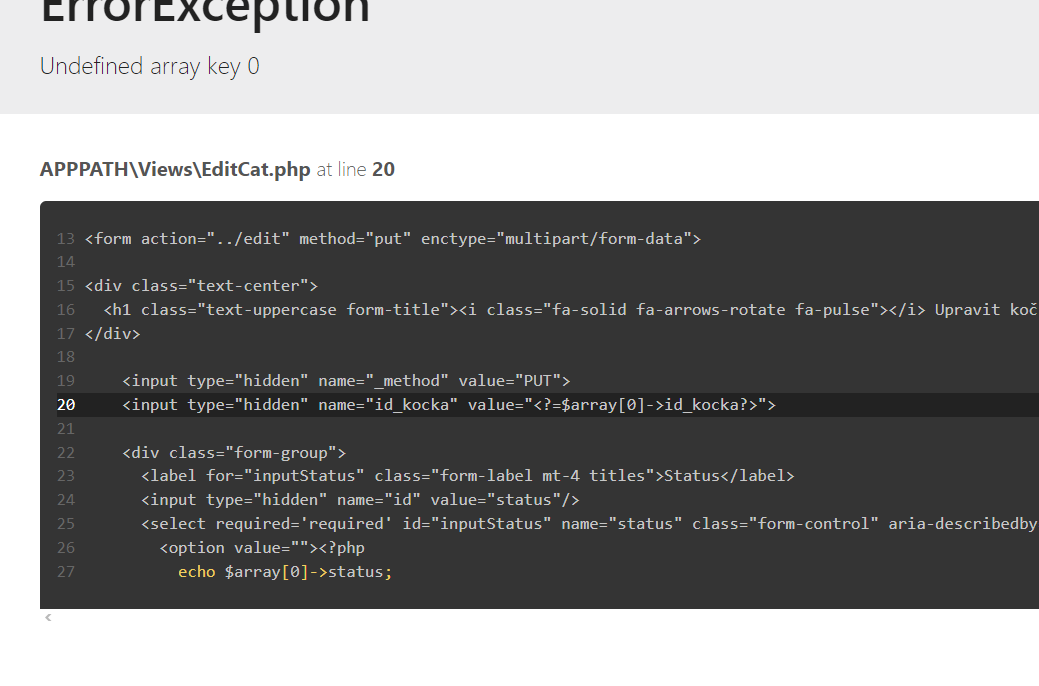 ErrorException
Undefined array key 0
APPPATH\Views\EditCat.php at line 20
13 <form action="../edit" method="put" enctype="multipart/form-data">
14
15 <div class="text-center">
16   <h1 class="text-uppercase form-title"><i class="fa-solid fa-arrows-rotate fa-pulse"></i> Upravit koč
17 </div>
18
19     <input type="hidden" name="_method" value="PUT">
20     <input type="hidden" name="id_kocka" value="<?=$array[0]->id_kocka?>">
21
22     <div class="form-group">
23       <label for="inputStatus" class="form-label mt-4 titles">Status</label>
24       <input type="hidden" name="id" value="status"/>
25       <select required='required' id="inputStatus" name="status" class="form-control" aria-describedby
26         <option value=""><?php
27           echo $array[0]->status;